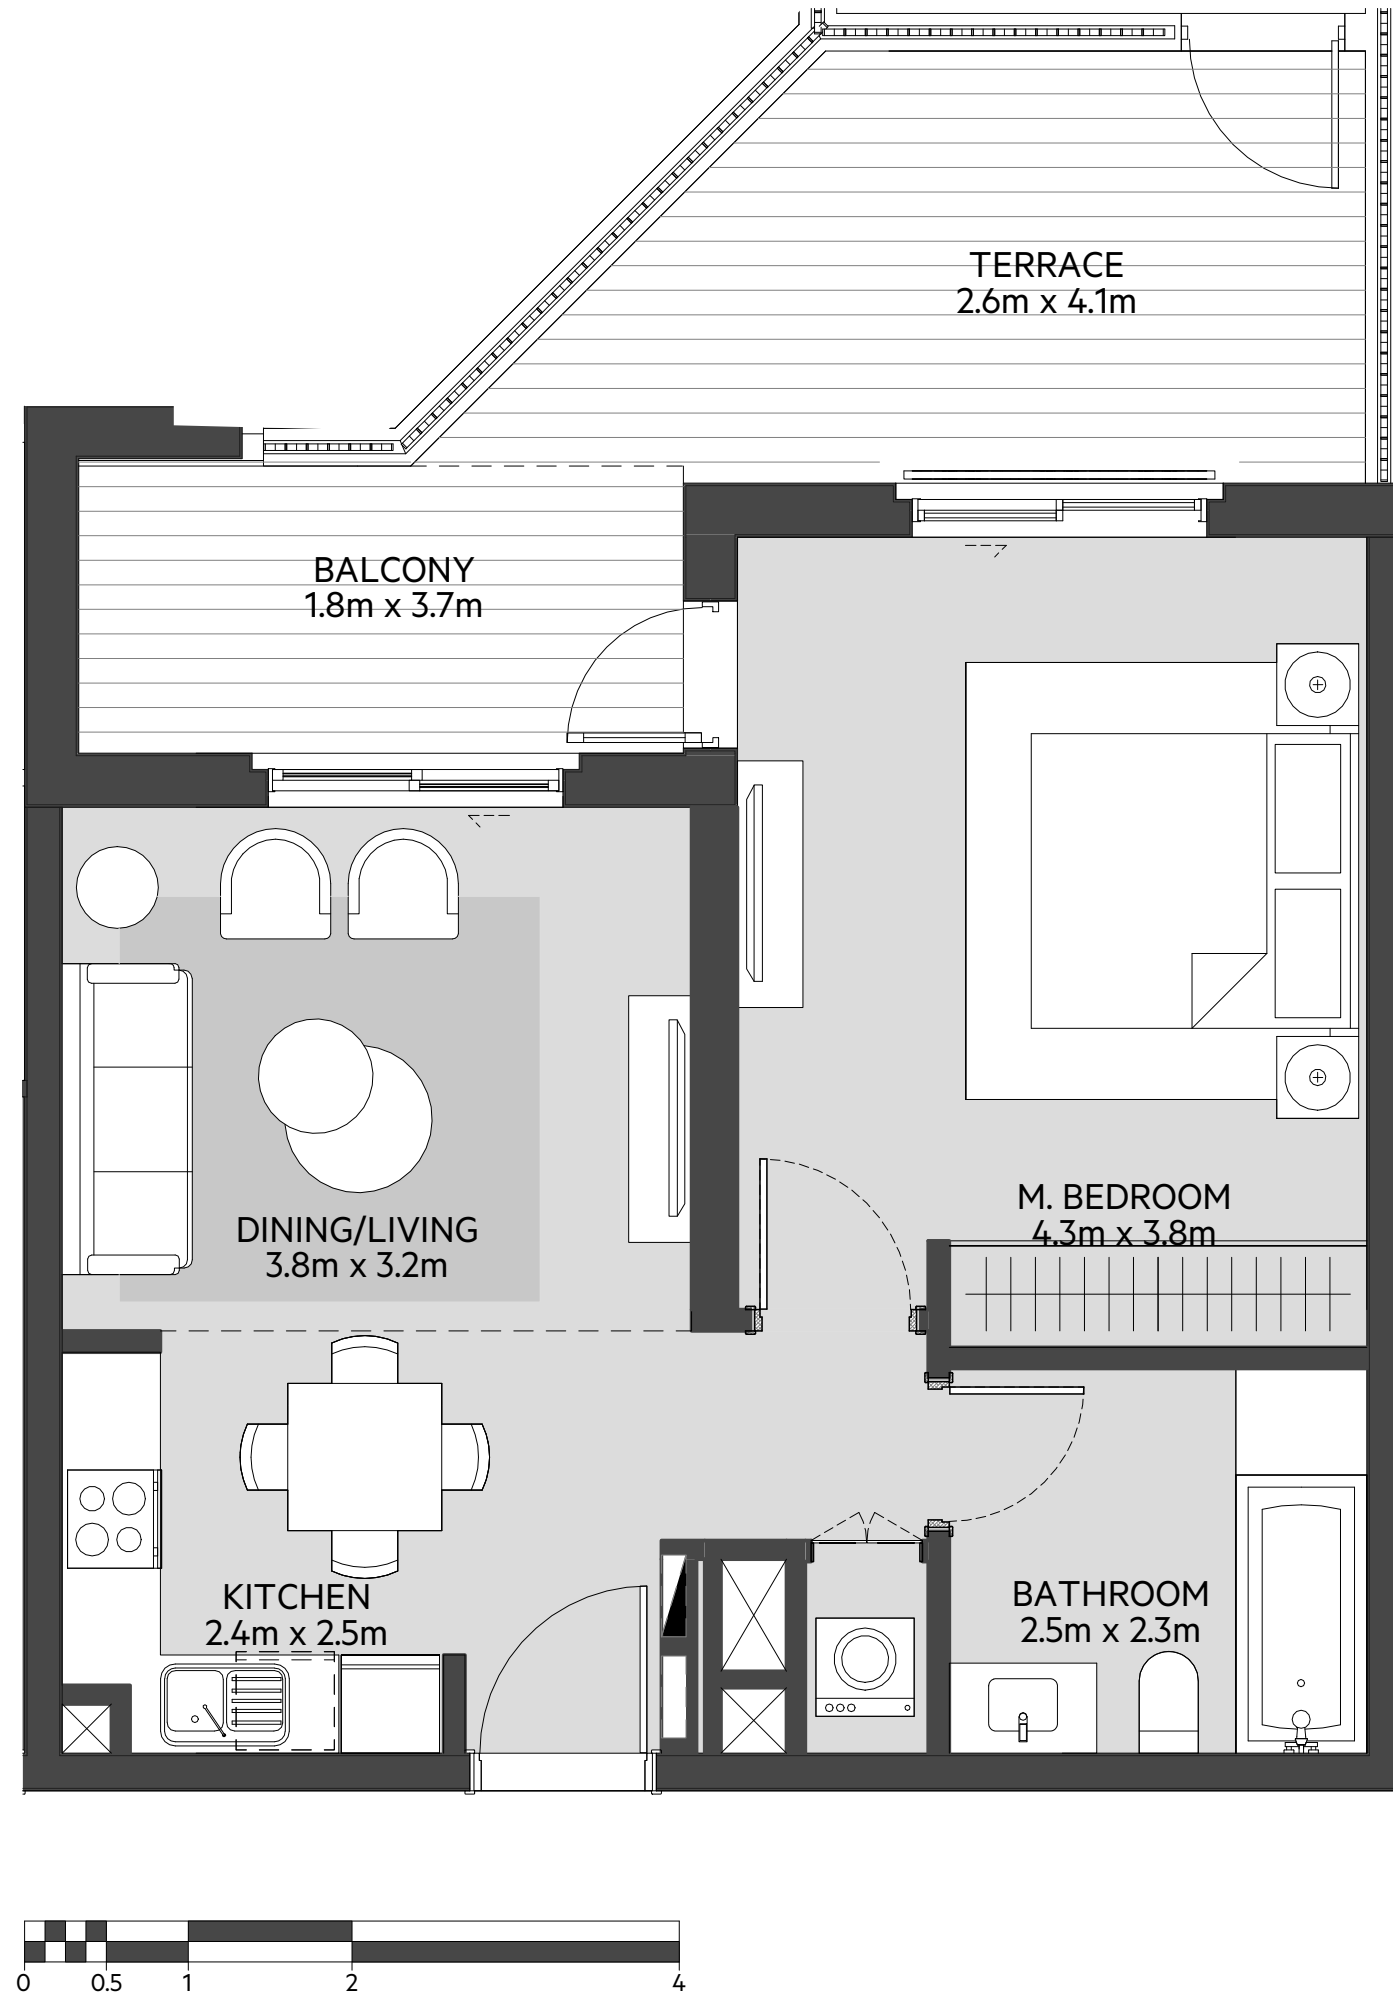 TERRACE
2.6m x 4.1m
BALCONY
1.8m x 3.7m
M. BEDROOM
4.3m x 3.8m
DINING/LIVING
3.8m x 3.2m
KITCHEN
2.4m x 2.5m
BATHROOM
2.5m x 2.3m
0 0.5 1 2 4